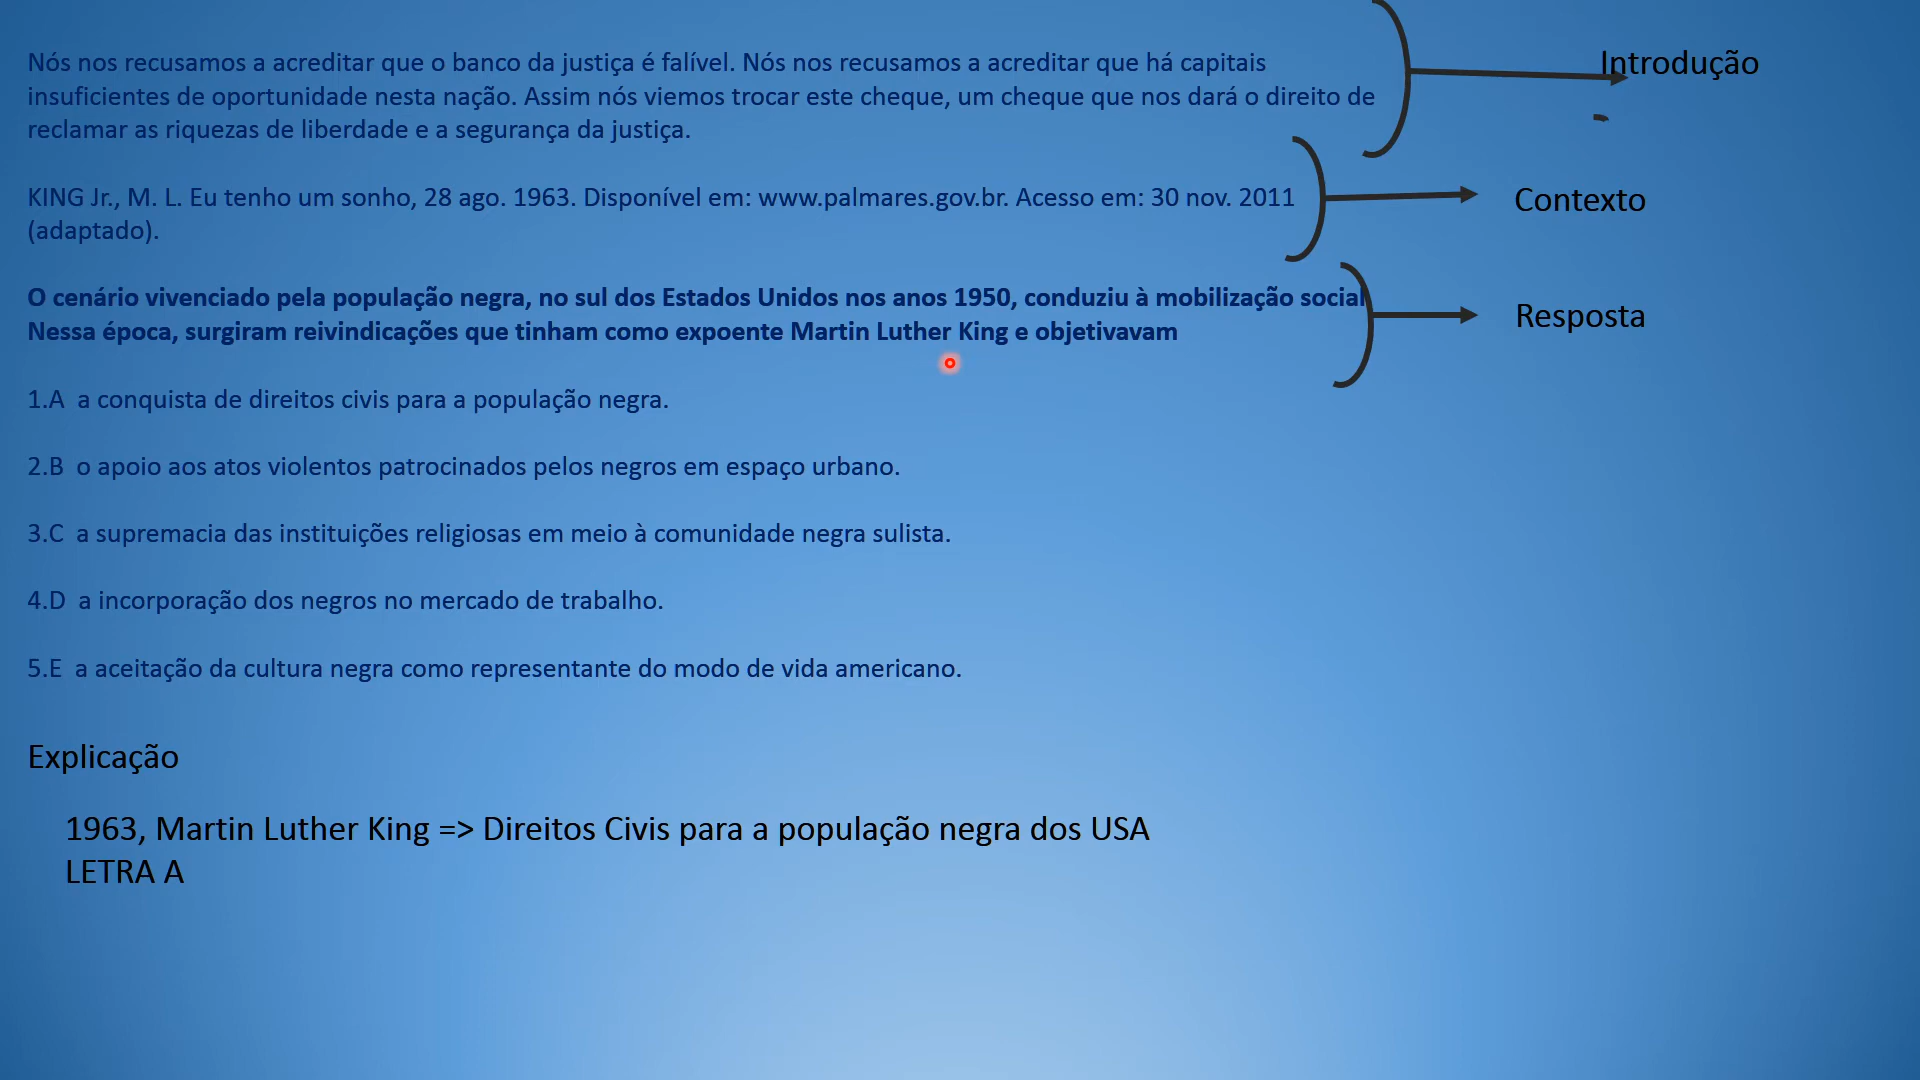 Nós nos recusamos a acreditar que o banco da justiça é falível. Nós nos recusamos a acreditar que há capitais
insuficientes de oportunidade nesta nação. Assim nós viemos trocar este cheque, um cheque que nos dará o direito de
reclamar as riquezas de liberdade e a segurança da justiça.
Introdução
KING Jr., M. L. Eu tenho um sonho, 28 ago. 1963. Disponível em: www.palmares.gov.br. Acesso em: 30 nov. 2011
(adaptado).
Contexto
O cenário vivenciado pela população negra, no sul dos Estados Unidos nos anos 1950, conduziu à mobilização social
Nessa época, surgiram reivindicações que tinham como expoente Martin Luther King e objetivavam
Resposta
1.A a conquista de direitos civis para a população negra.
2.B o apoio aos atos violentos patrocinados pelos negros em espaço urbano.
3.C a supremacia das instituições religiosas em meio à comunidade negra sulista.
4.D a incorporação dos negros no mercado de trabalho.
5.E a aceitação da cultura negra como representante do modo de vida americano.
Explicação
1963, Martin Luther King => Direitos Civis para a população negra dos USA
LETRA A